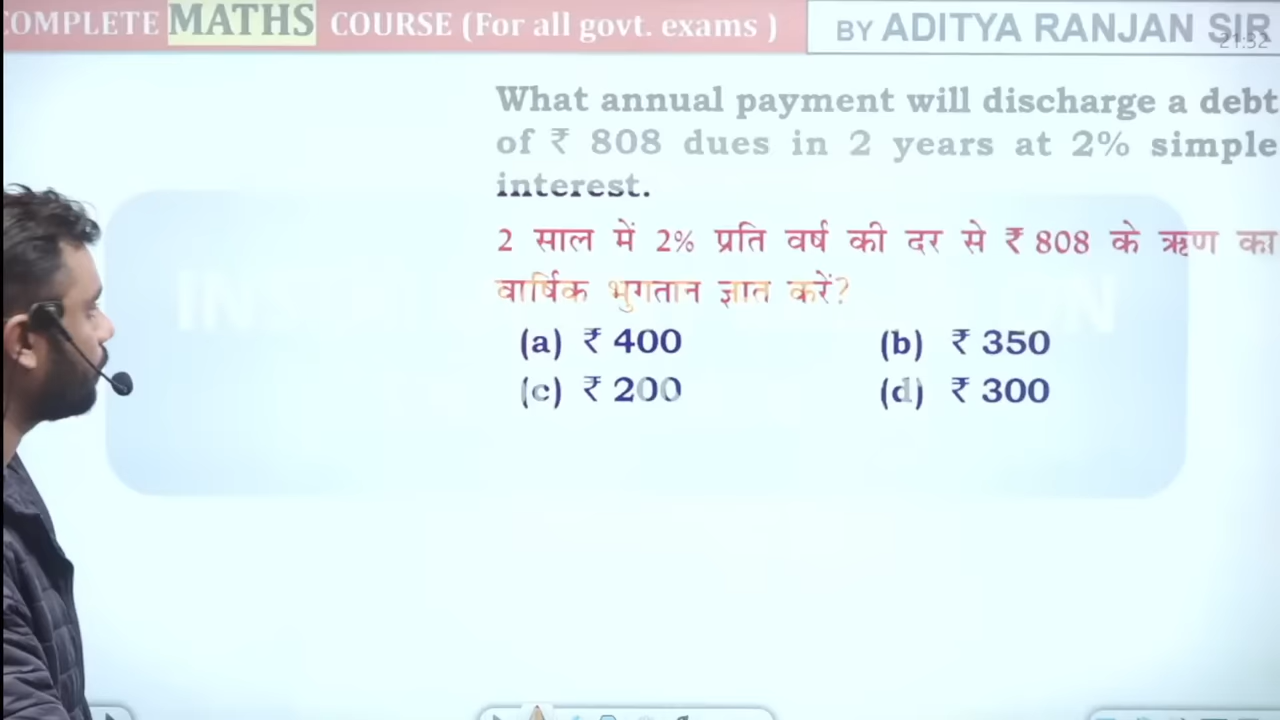 COMPLETE MATHS COURSE (For all govt. exams )
BY ADITYA RANJAN SIR
21:32
What annual payment will discharge a debt
of ₹ 808 dues in 2 years at 2% simple
interest.
2 साल में 2% प्रति वर्ष की दर से ₹ 808 के ऋण का
वार्षिक भुगतान ज्ञात करें?
(a) ₹ 400
(b) ₹ 350
(c) ₹ 200
(d) ₹ 300